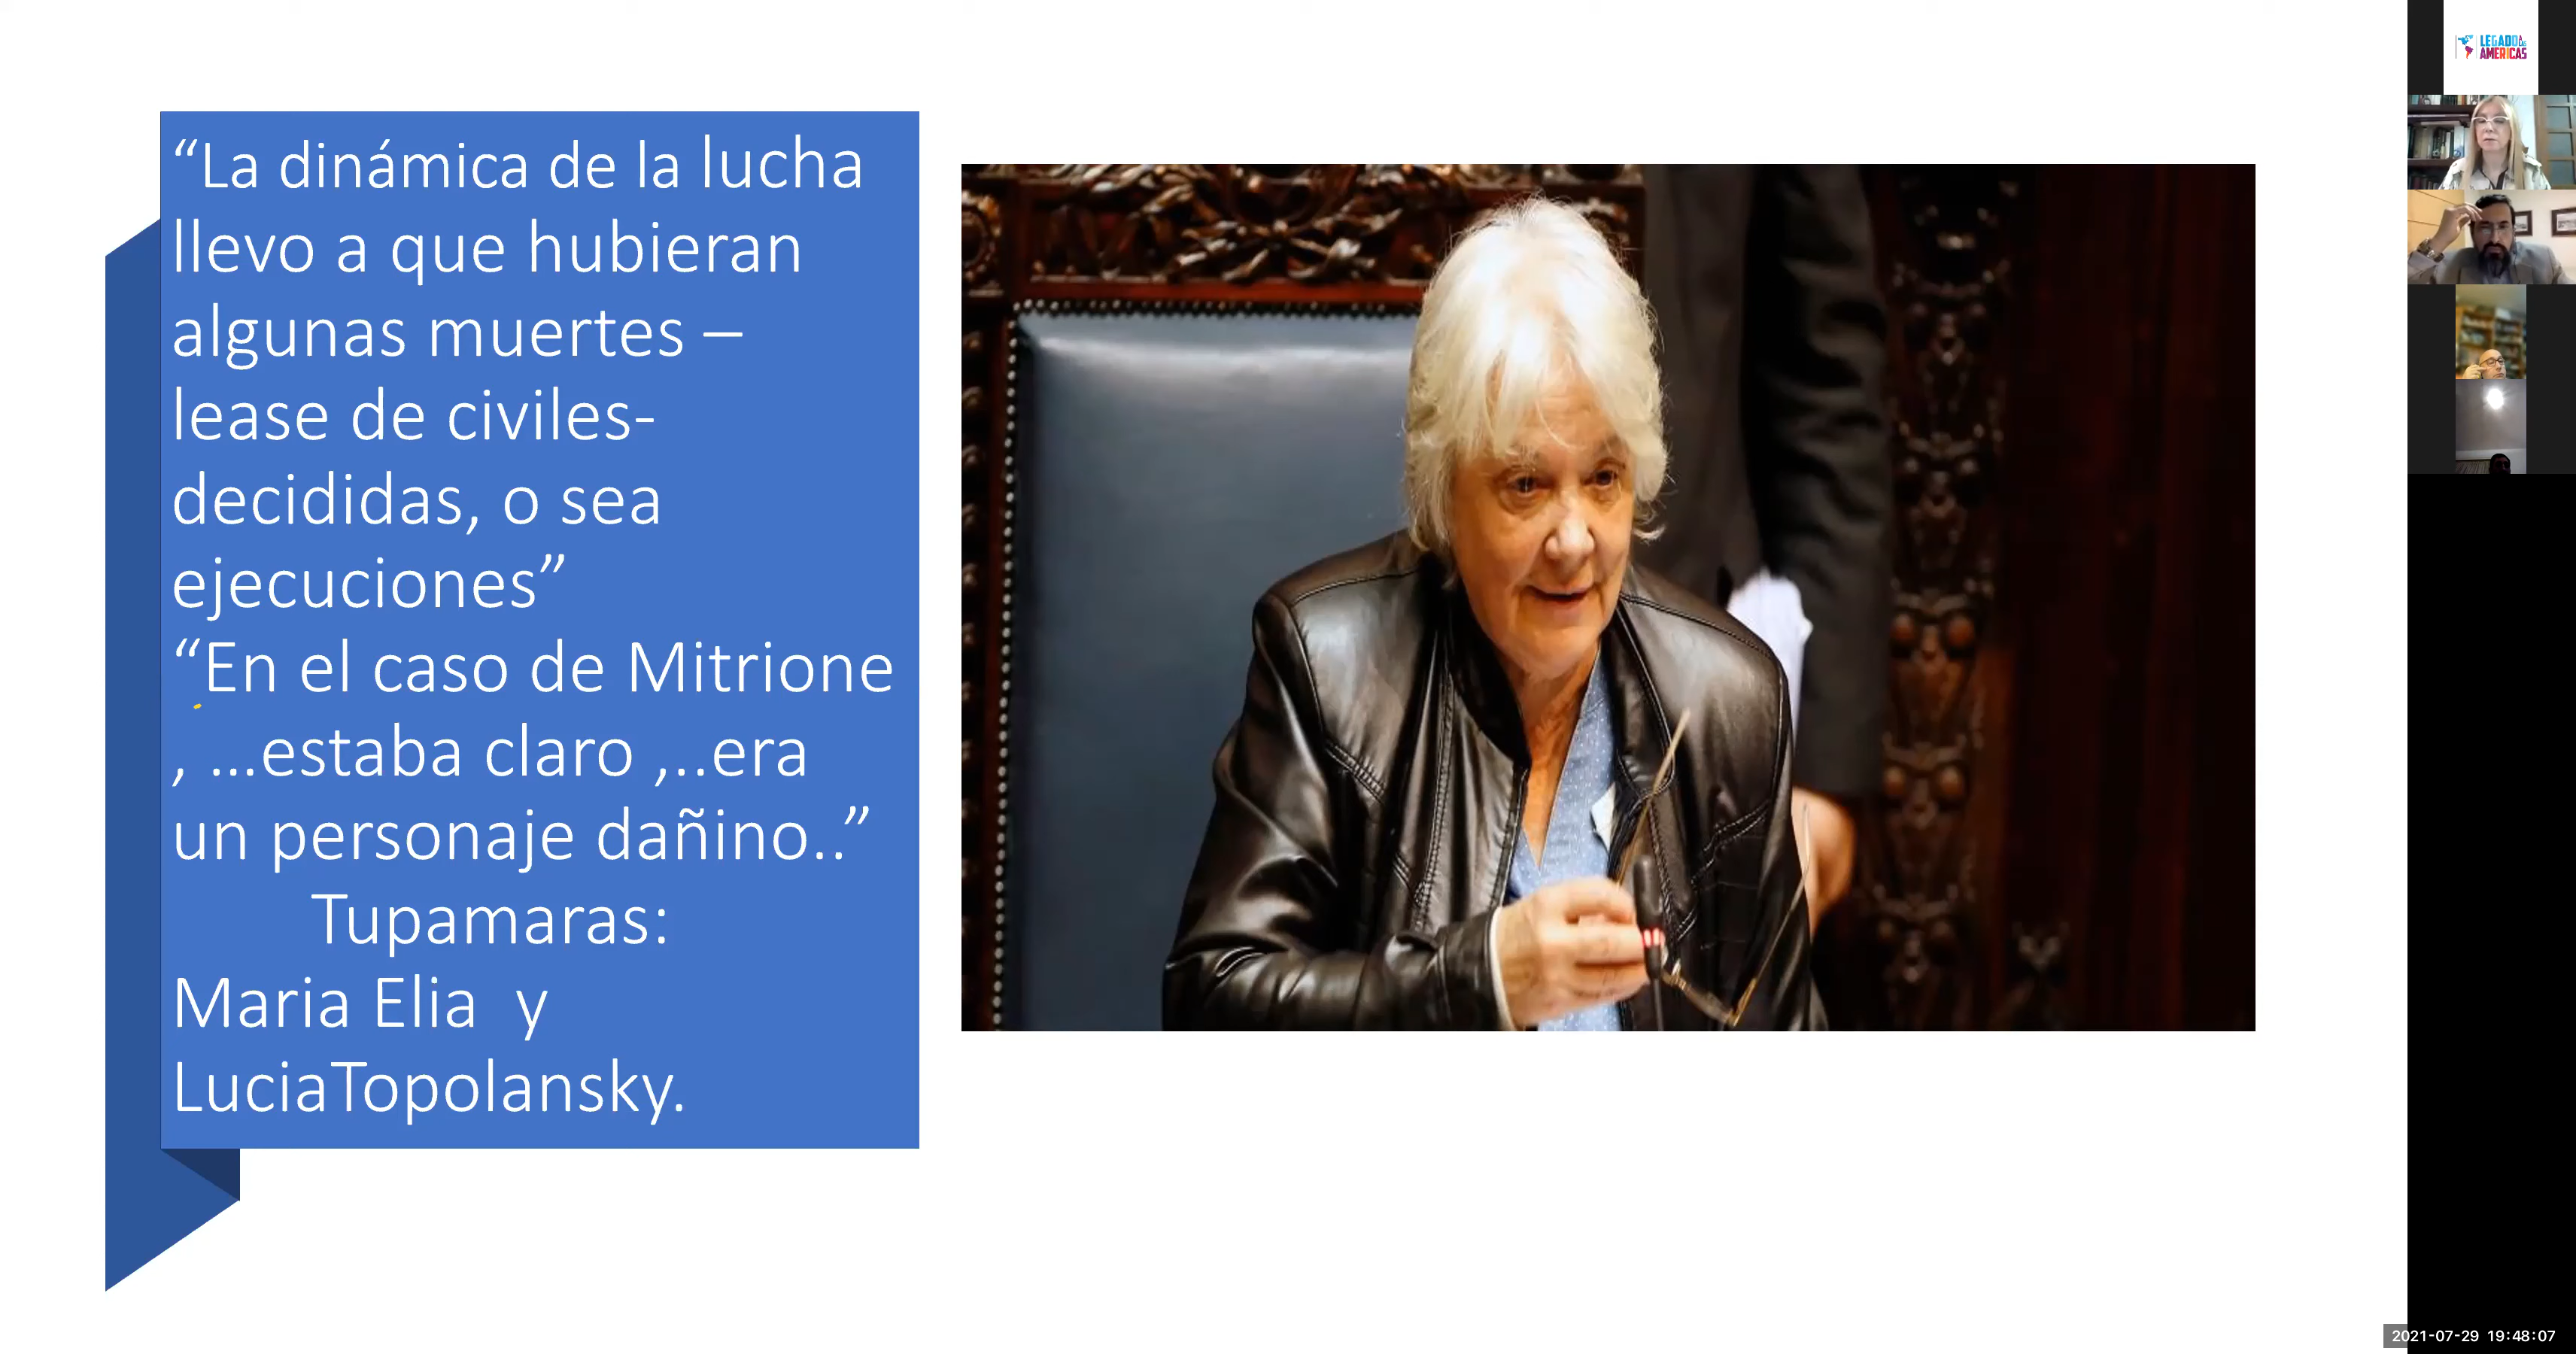 “La dinámica de la lucha
llevo a que hubieran
algunas muertes –
lease de civiles-
decididas, o sea
ejecuciones”
“En el caso de Mitrione
, …estaba claro ,..era
un personaje dañino..”
Tupamaras:
Maria Elia y
LuciaTopolansky.
LEGADO A LAS
AMERICAS
2021-07-29 19:48:07